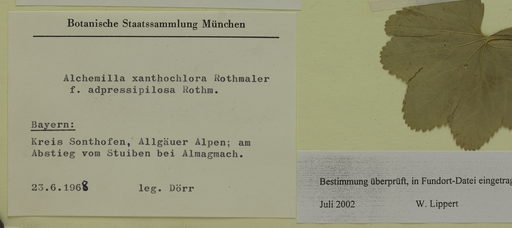 Botanische Staatssammlung München
Alchemilla xanthochlora Rothmaler
f. adpressipilosa Rothm.
Bayern:
Kreis Sonthofen, Allgäuer Alpen; am
Abstieg vom Stuiben bei Almagmach.
23.6.1968 leg. Dörr
Bestimmung überprüft, in Fundort-Datei eingetrag
Juli 2002 W. Lippert